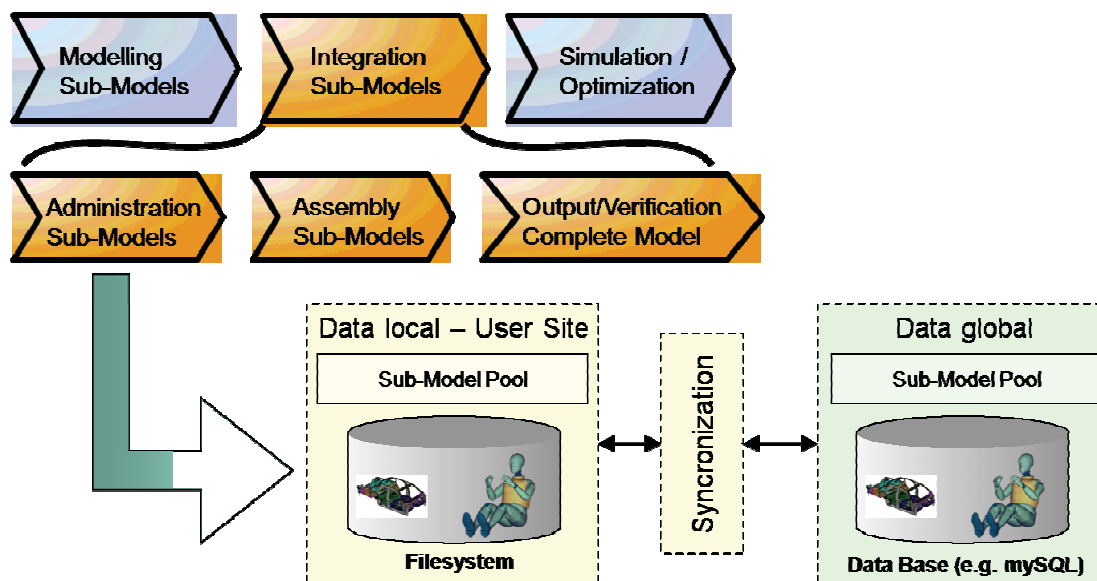 Modelling
Sub-Models
Integration
Sub-Models
Simulation /
Optimization
Administration
Sub-Models
Assembly
Sub-Models
Output/Verification
Complete Model
Data local – User Site
Sub-Model Pool
Filesystem
Syncronization
Data global
Sub-Model Pool
Data Base (e.g. mySQL)